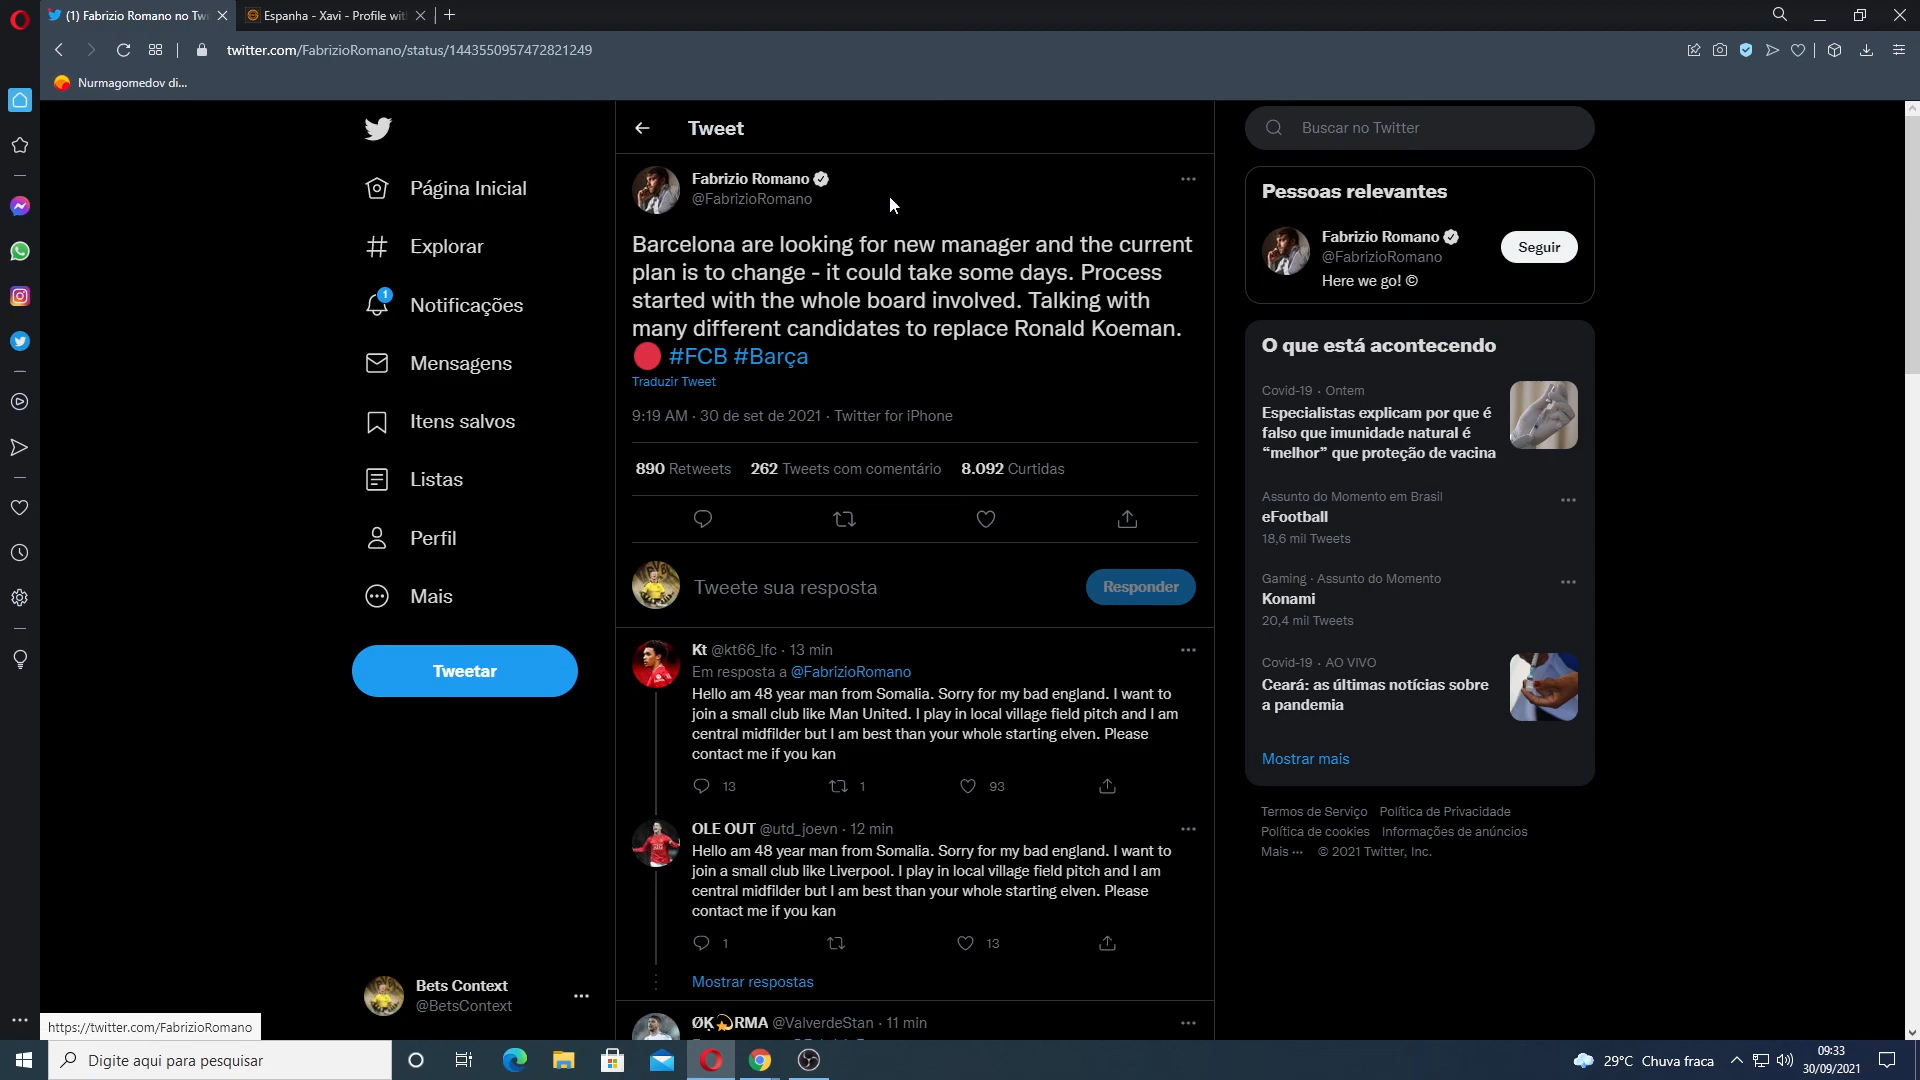 (1) Fabrizio Romano no Tw
Espanha - Xavi - Profile wit
twitter.com/FabrizioRomano/status/1443550957472821249
Nurmagomedov di...
Página Inicial
Explorar
1
Notificações
Mensagens
Itens salvos
Listas
Perfil
Mais
Tweetar
Bets Context
@BetsContext
https://twitter.com/FabrizioRomano
Tweet
Fabrizio Romano
@FabrizioRomano
Barcelona are looking for new manager and the current
plan is to change - it could take some days. Process
started with the whole board involved. Talking with
many different candidates to replace Ronald Koeman.
🔴 #FCB #Barça
Traduzir Tweet
9:19 AM · 30 de set de 2021 · Twitter for iPhone
890 Retweets 262 Tweets com comentário 8.092 Curtidas
Tweete sua resposta
Responder
Kt @kt66_lfc · 13 min
Em resposta a @FabrizioRomano
Hello am 48 year man from Somalia. Sorry for my bad england. I want to
join a small club like Man United. I play in local village field pitch and I am
central midfilder but I am best than your whole starting elven. Please
contact me if you kan
13 1 93
OLE OUT @utd_joevn · 12 min
Hello am 48 year man from Somalia. Sorry for my bad england. I want to
join a small club like Liverpool. I play in local village field pitch and I am
central midfilder but I am best than your whole starting elven. Please
contact me if you kan
1 13
Mostrar respostas
ØҚ💫RMA @ValverdeStan · 11 min
Buscar no Twitter
Pessoas relevantes
Fabrizio Romano
@FabrizioRomano
Here we go! ©
Seguir
O que está acontecendo
Covid-19 · Ontem
Especialistas explicam por que é
falso que imunidade natural é
“melhor” que proteção de vacina
Assunto do Momento em Brasil
eFootball
18,6 mil Tweets
Gaming · Assunto do Momento
Konami
20,4 mil Tweets
Covid-19 · AO VIVO
Ceará: as últimas notícias sobre
a pandemia
Mostrar mais
Termos de Serviço Política de Privacidade
Política de cookies Informações de anúncios
Mais ··· © 2021 Twitter, Inc.
Digite aqui para pesquisar
29°C Chuva fraca
09:33
30/09/2021